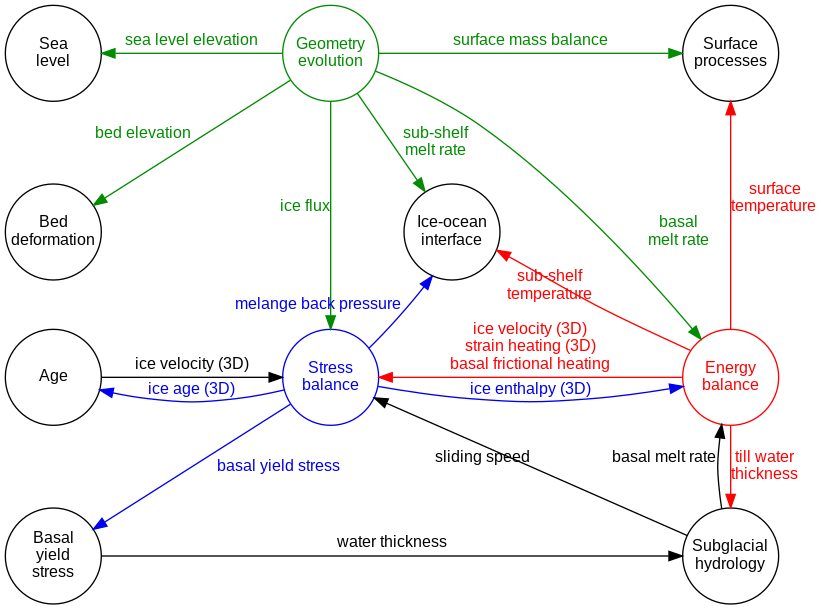 Sea
level
sea level elevation
Geometry
evolution
surface mass balance
Surface
processes
bed elevation
sub-shelf
melt rate
ice flux
surface
temperature
Bed
deformation
Ice-ocean
interface
basal
melt rate
melange back pressure
sub-shelf
temperature
Age
ice velocity (3D)
ice age (3D)
Stress
balance
ice velocity (3D)
strain heating (3D)
basal frictional heating
ice enthalpy (3D)
Energy
balance
basal yield stress
sliding speed
basal melt rate
till water
thickness
Basal
yield
stress
water thickness
Subglacial
hydrology